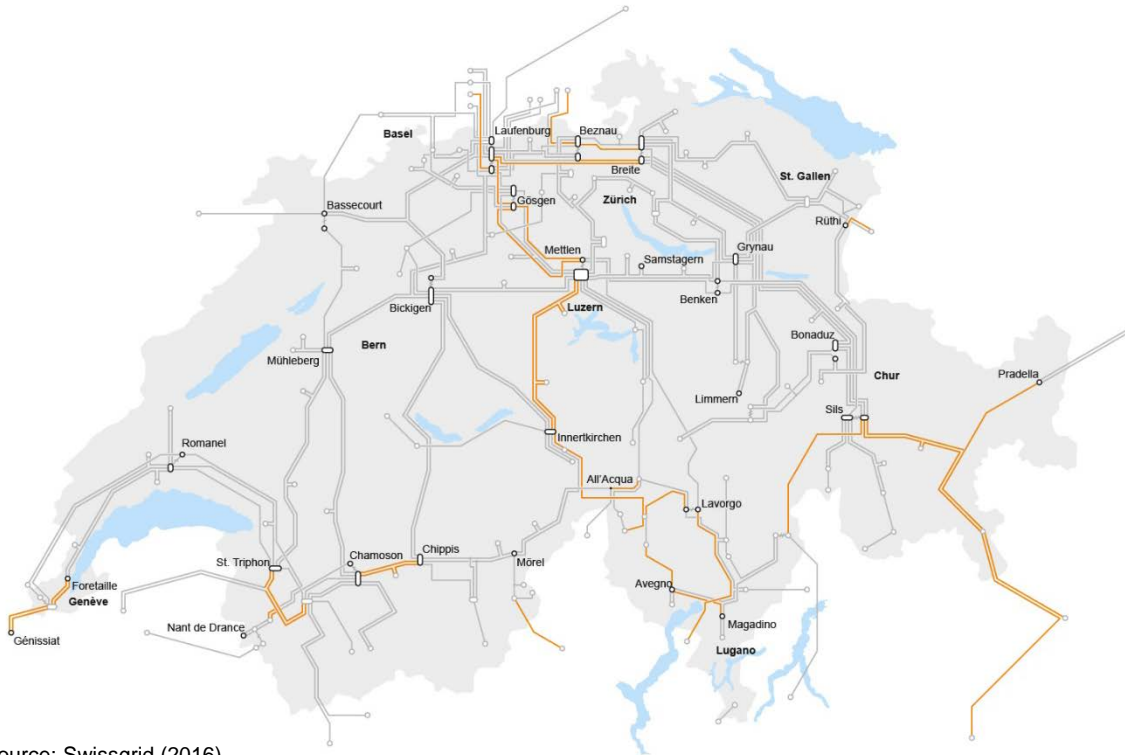 Laufenburg
Beznau
Basel
Breite
St. Gallen
Bassecourt
Gösgen
Zürich
Rüthi
Mettlen
Samstagern
Grynau
Benken
Bickigen
Luzern
Bonaduz
Bern
Mühleberg
Chur
Pradella
Limmern
Sils
Romanel
Innertkirchen
All'Acqua
Lavorgo
St. Triphon
Chamoson
Chippis
Mörel
Foretaille
Avegno
Genève
Génissiat
Nant de Drance
Magadino
Lugano
ource: Swissgrid (2016)